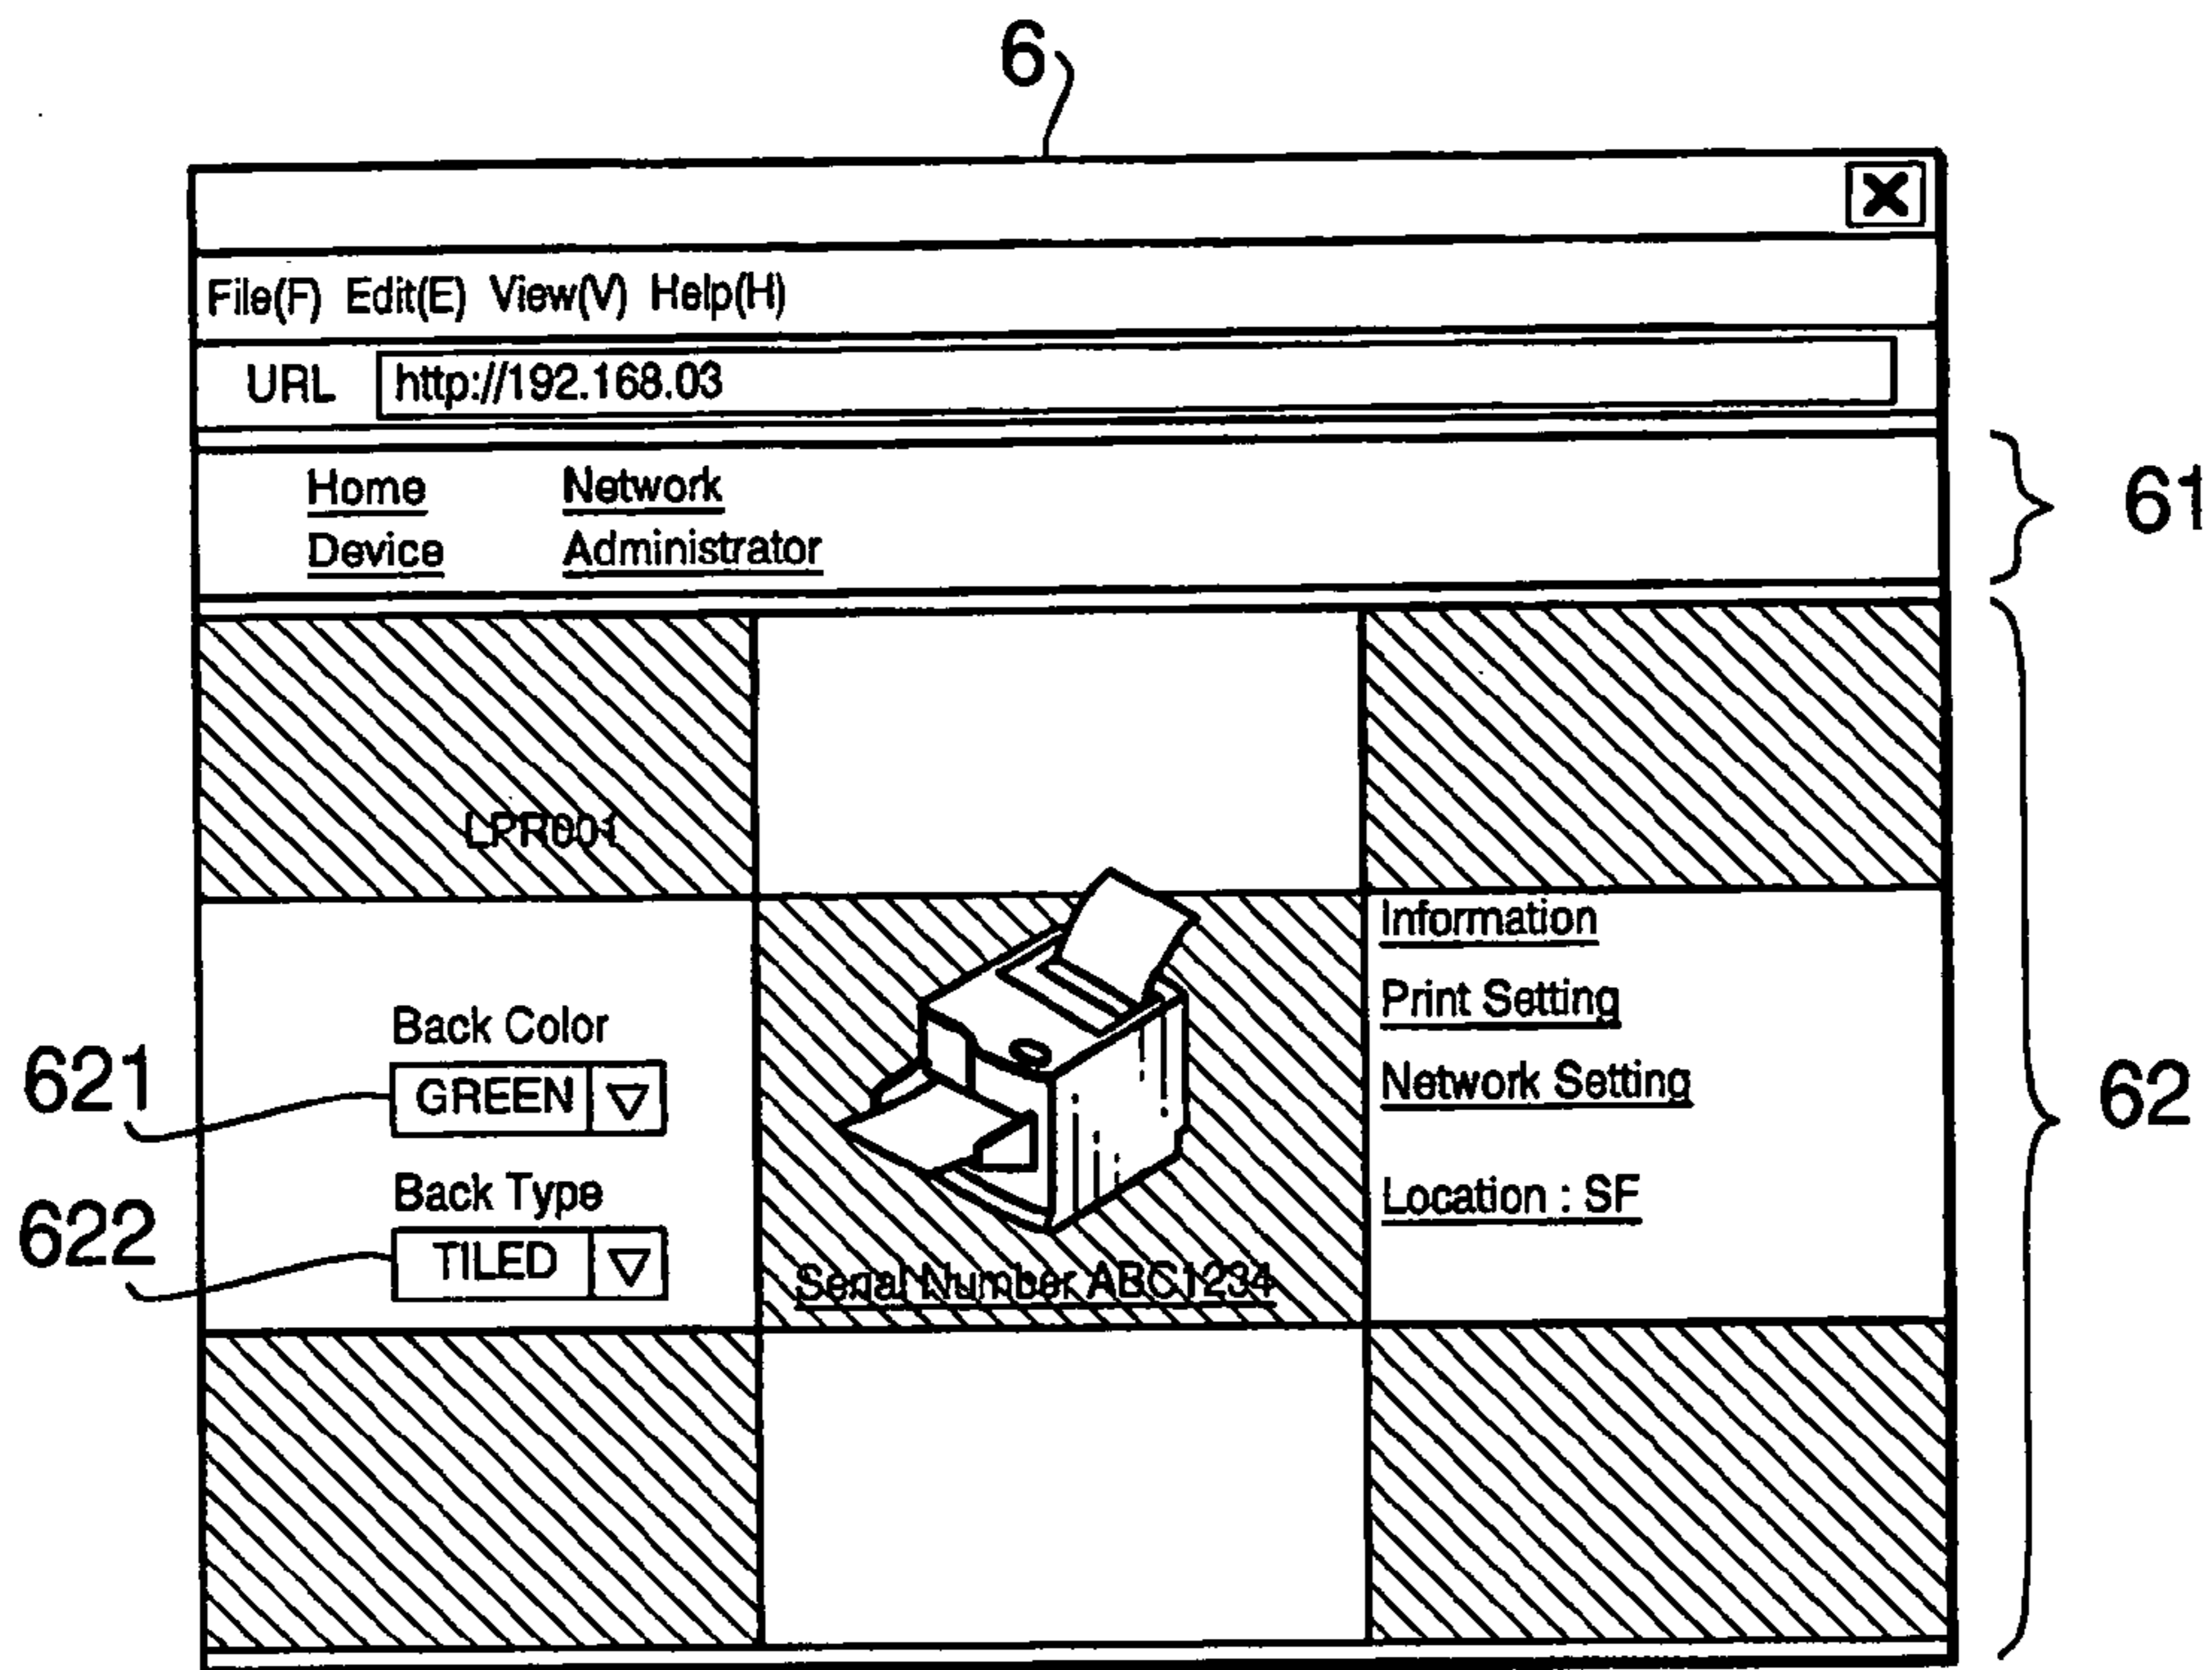 6
File(F) Edit(E) View(V) Help(H)
URL http://192.168.03
Home Network
Device Administrator
61
LPR001
Information
Print Setting
Network Setting
Location : SF
62
Back Color
621
GREEN
Back Type
622
TILED
Serial Number ABC1234